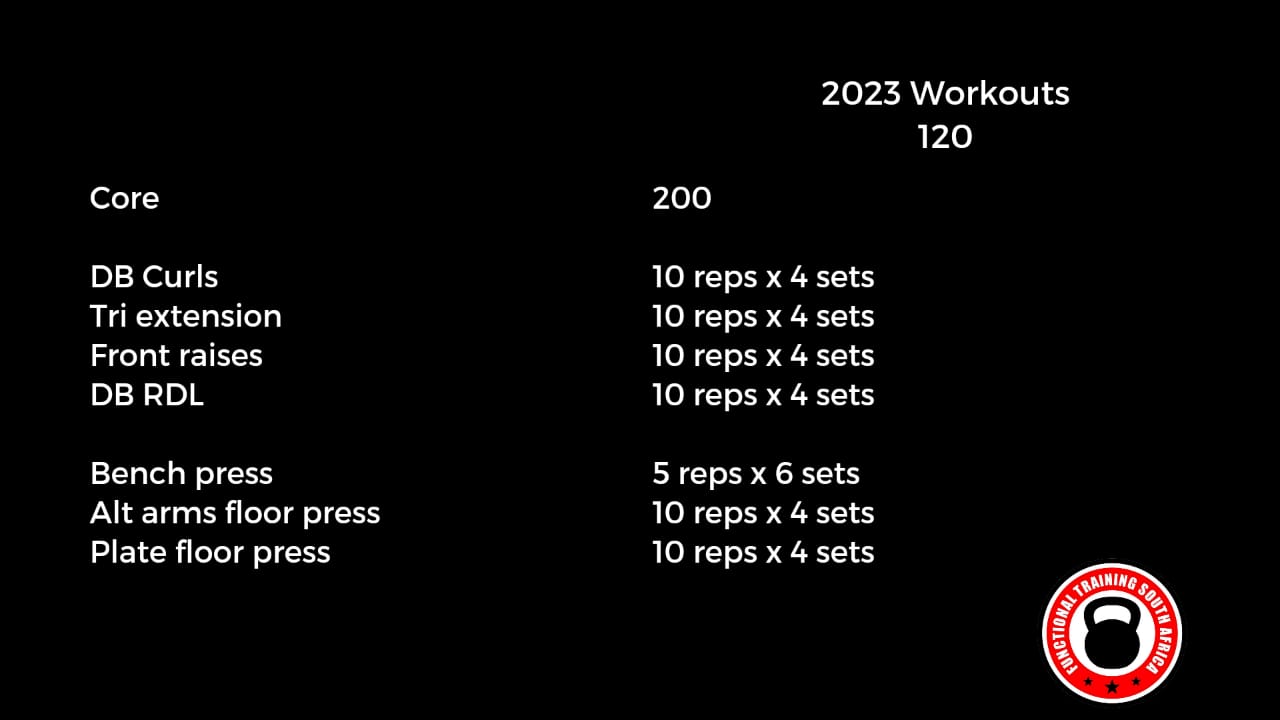 2023 Workouts
120
Core 200
DB Curls 10 reps x 4 sets
Tri extension 10 reps x 4 sets
Front raises 10 reps x 4 sets
DB RDL 10 reps x 4 sets
Bench press 5 reps x 6 sets
Alt arms floor press 10 reps x 4 sets
Plate floor press 10 reps x 4 sets
FUNCTIONAL TRAINING SOUTH AFRICA